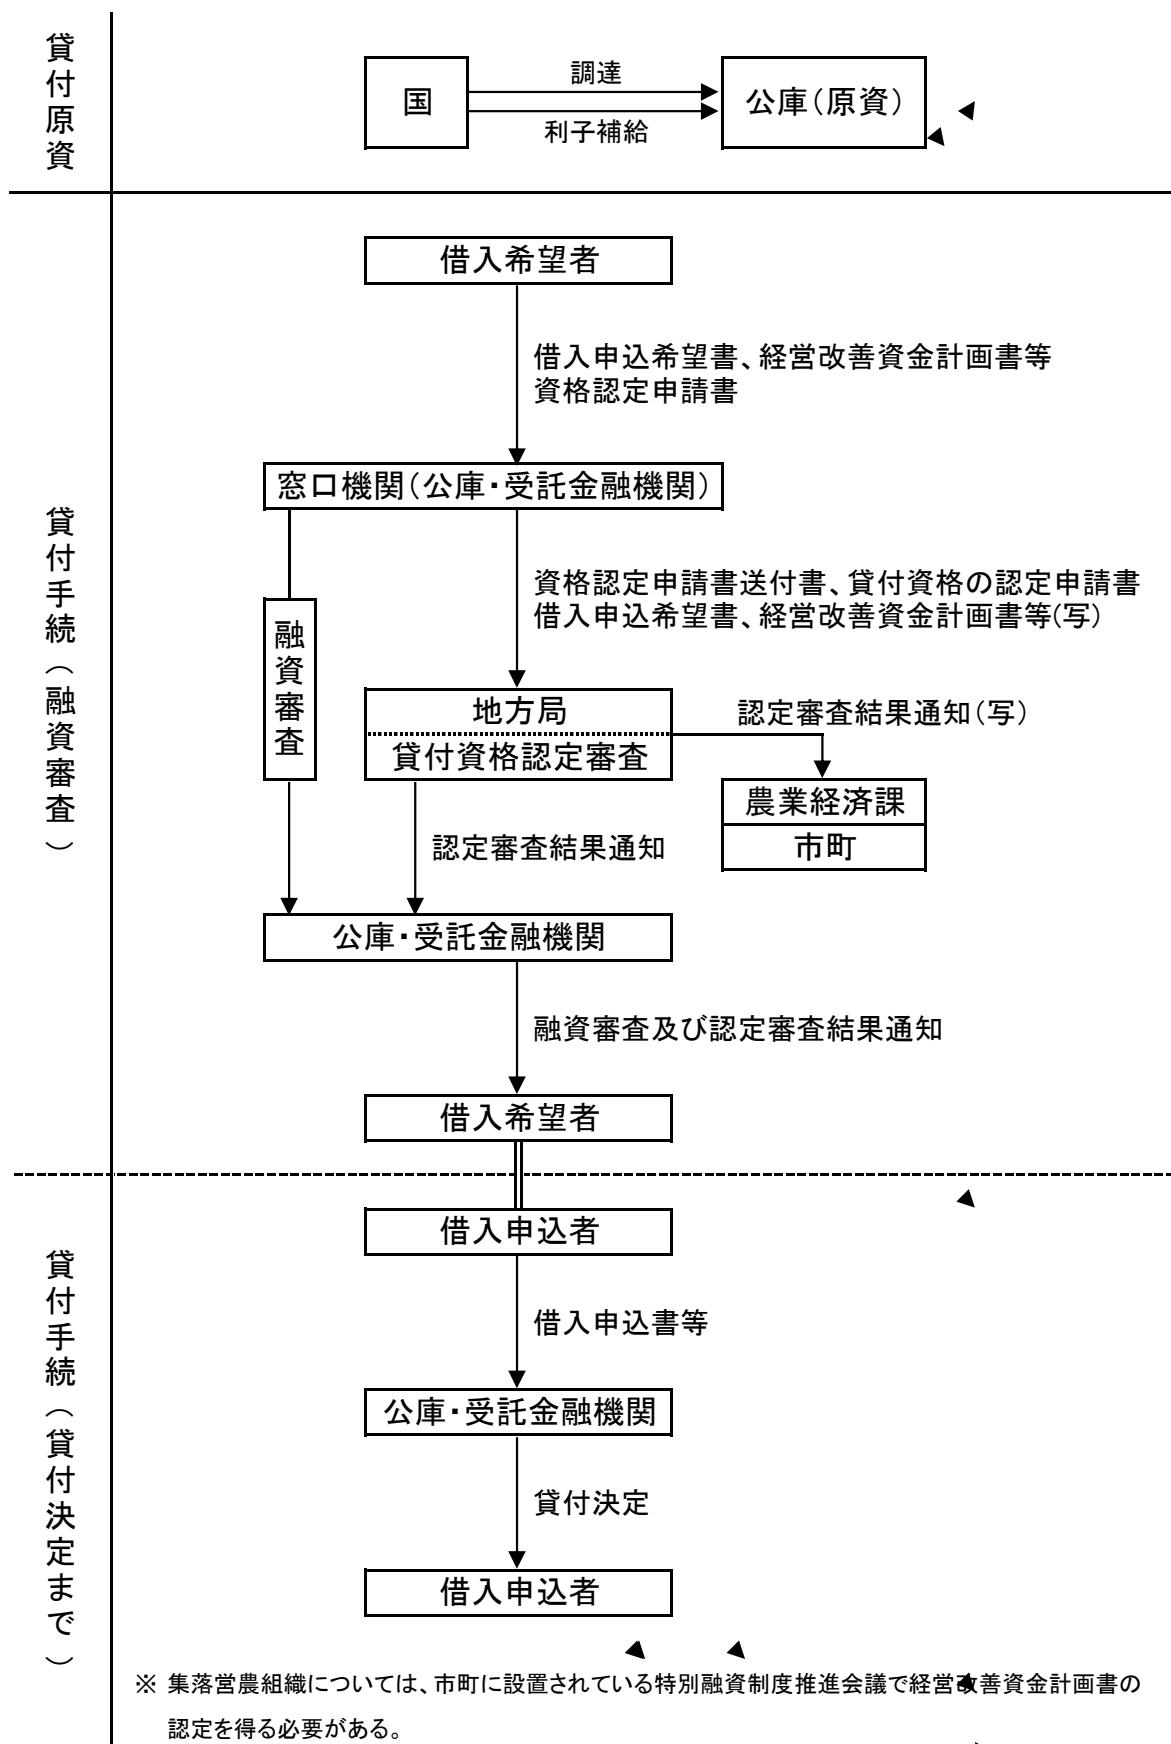 貸付原資
国
調達
利子補給
公庫（原資）
貸付手続（融資審査）
借入希望者
借入申込希望書、経営改善資金計画書等
資格認定申請書
窓口機関（公庫・受託金融機関）
資格認定申請書送付書、貸付資格の認定申請書
借入申込希望書、経営改善資金計画書等(写)
融資審査
地方局
貸付資格認定審査
認定審査結果通知（写）
農業経済課
市町
認定審査結果通知
公庫・受託金融機関
融資審査及び認定審査結果通知
借入希望者
貸付手続（貸付決定まで）
借入申込者
借入申込書等
公庫・受託金融機関
貸付決定
借入申込者
※ 集落営農組織については、市町に設置されている特別融資制度推進会議で経営改善資金計画書の
認定を得る必要がある。